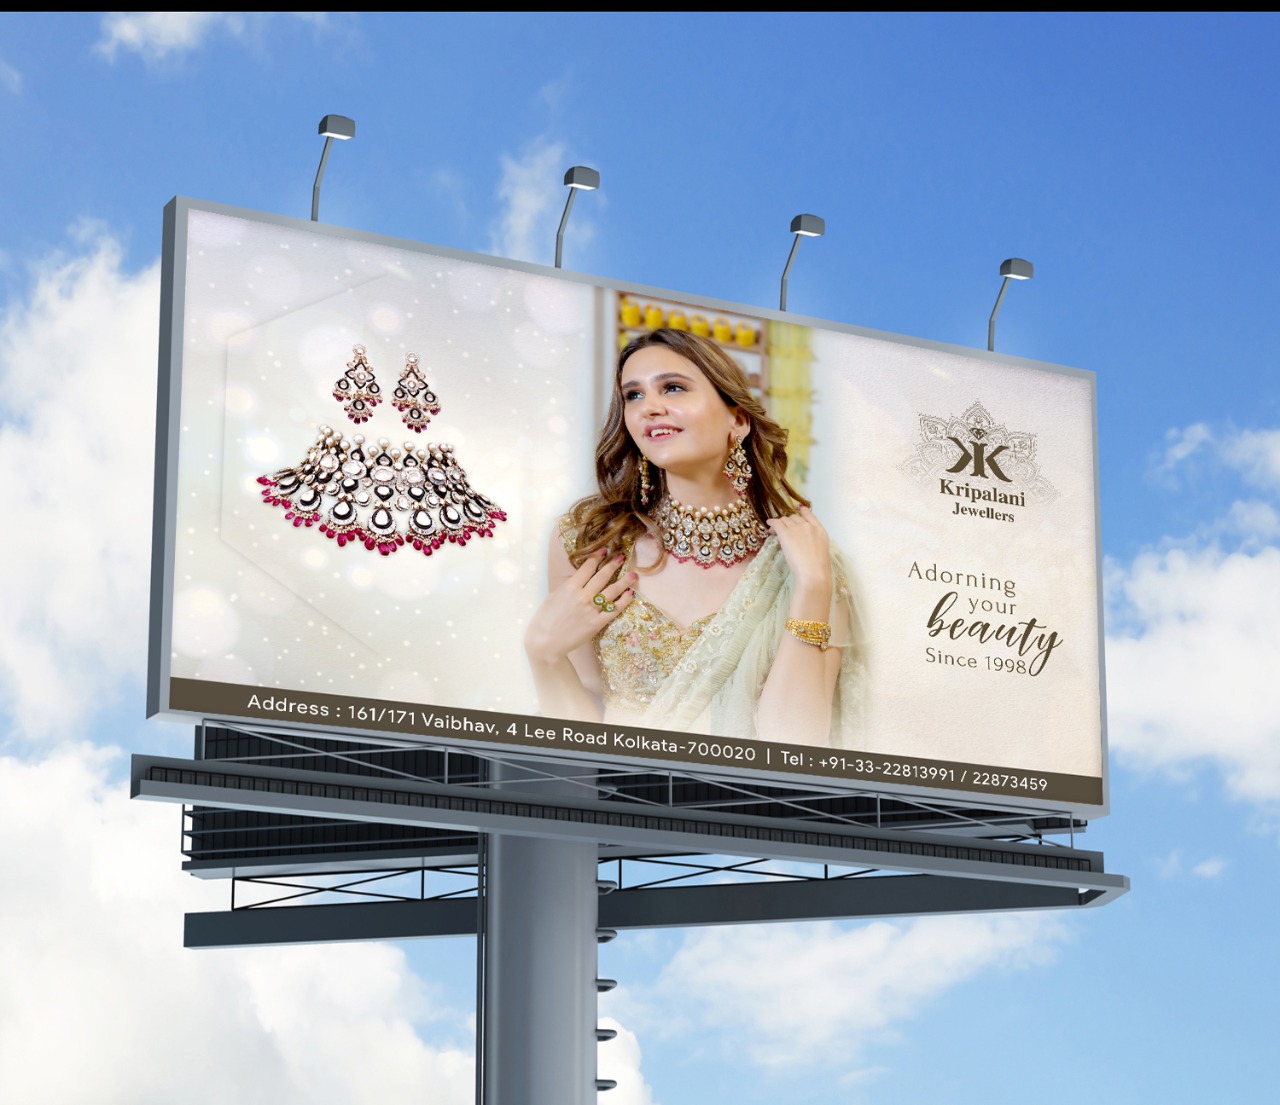 Kripalani
Jewellers
Adorning
your
beauty
Since 1998
Address : 161/171 Vaibhav, 4 Lee Road Kolkata-700020 | Tel : +91-33-22813991 / 22873459